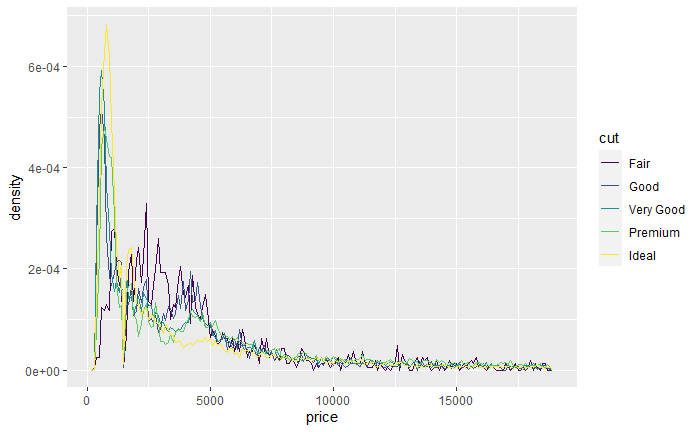 6e-04
4e-04
2e-04
0e+00
density
0
5000
10000
15000
price
cut
Fair
Good
Very Good
Premium
Ideal